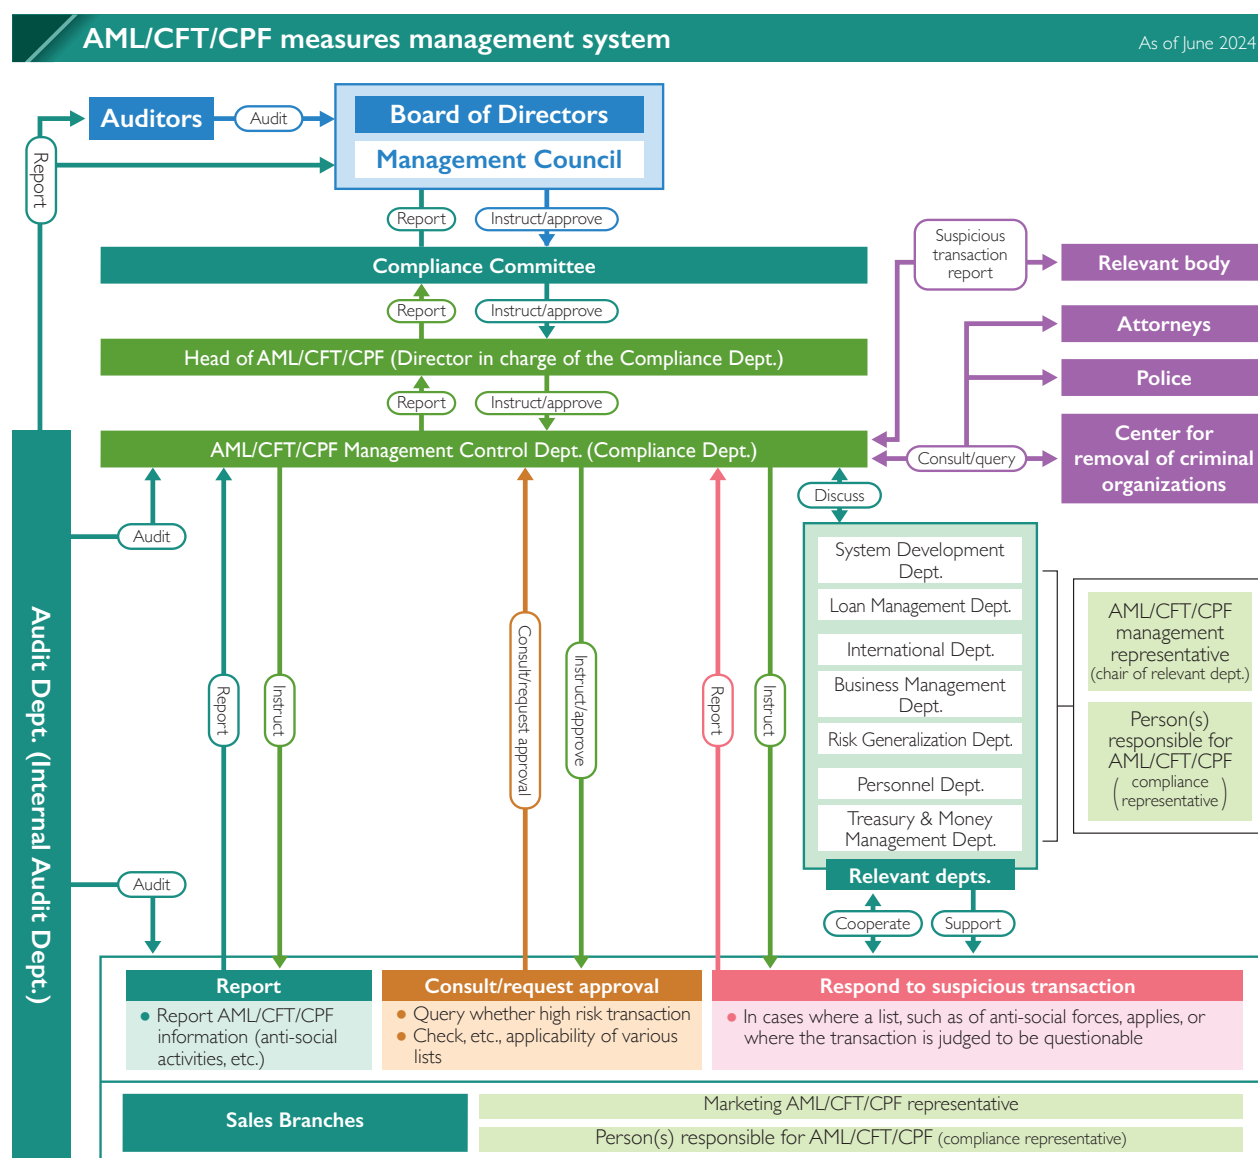 AML/CFT/CPF measures management system
As of June 2024
Auditors
Audit
Board of Directors
Management Council
Report
Report
Instruct/approve
Compliance Committee
Report
Instruct/approve
Head of AML/CFT/CPF (Director in charge of the Compliance Dept.)
Report
Instruct/approve
AML/CFT/CPF Management Control Dept. (Compliance Dept.)
Suspicious
transaction
report
Relevant body
Attorneys
Police
Consult/query
Center for
removal of criminal
organizations
Audit Dept. (Internal Audit Dept.)
Audit
Audit
Report
Instruct
Consult/request approval
Instruct/approve
Report
Instruct
Discuss
System Development
Dept.
Loan Management Dept.
International Dept.
Business Management
Dept.
Risk Generalization Dept.
Personnel Dept.
Treasury & Money
Management Dept.
Relevant depts.
AML/CFT/CPF
management
representative
(chair of relevant dept.)
Person(s)
responsible for
AML/CFT/CPF
(compliance
representative)
Cooperate
Support
Report
● Report AML/CFT/CPF
information (anti-social
activities, etc.)
Consult/request approval
● Query whether high risk transaction
● Check, etc., applicability of various
lists
Respond to suspicious transaction
● In cases where a list, such as of anti-social forces, applies, or
where the transaction is judged to be questionable
Sales Branches
Marketing AML/CFT/CPF representative
Person(s) responsible for AML/CFT/CPF (compliance representative)